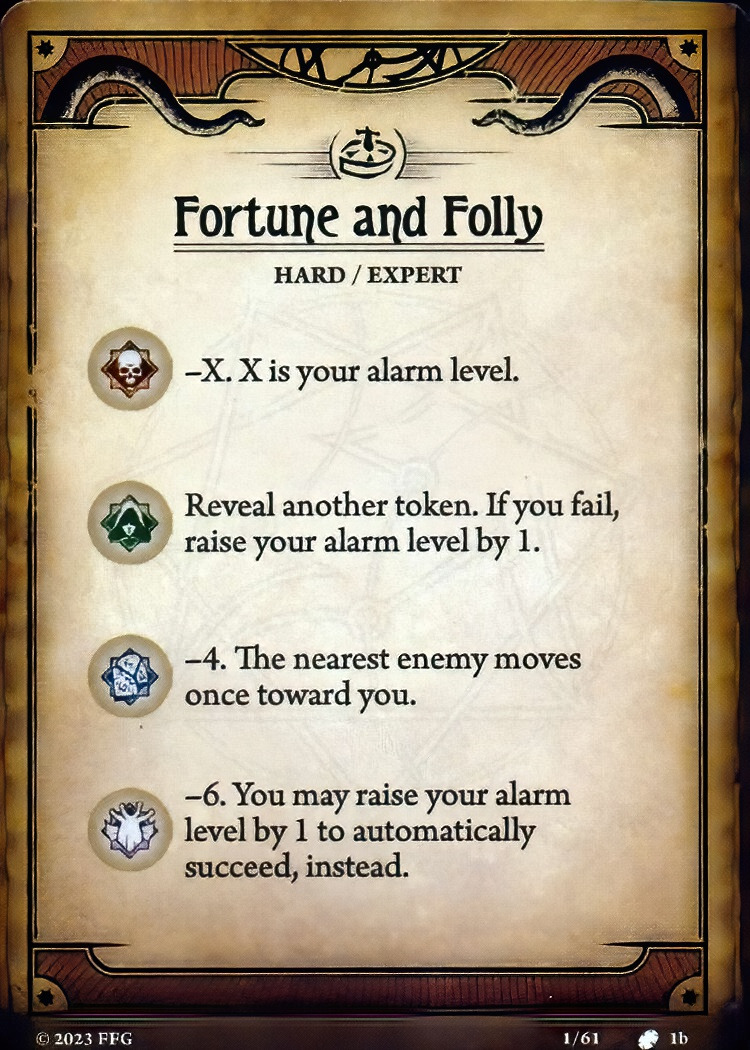 Fortune and Folly
HARD / EXPERT
–X. X is your alarm level.
Reveal another token. If you fail,
raise your alarm level by 1.
–4. The nearest enemy moves
once toward you.
–6. You may raise your alarm
level by 1 to automatically
succeed, instead.
© 2023 FFG
1/61
1b